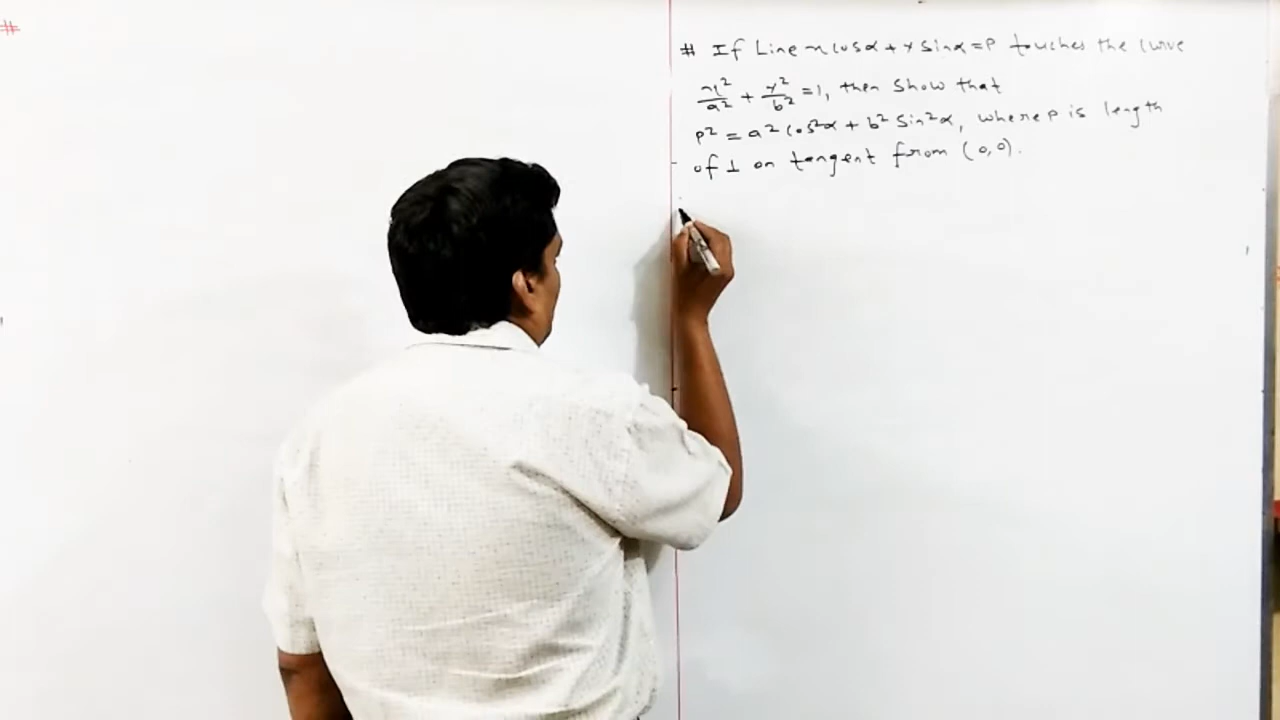 #
# If Line x cosα + y sinα = P touches the curve
x²/a² + y²/b² = 1, then show that
P² = a² cos²α + b² sin²α, where P is length
of ⊥ on tangent from (0,0).